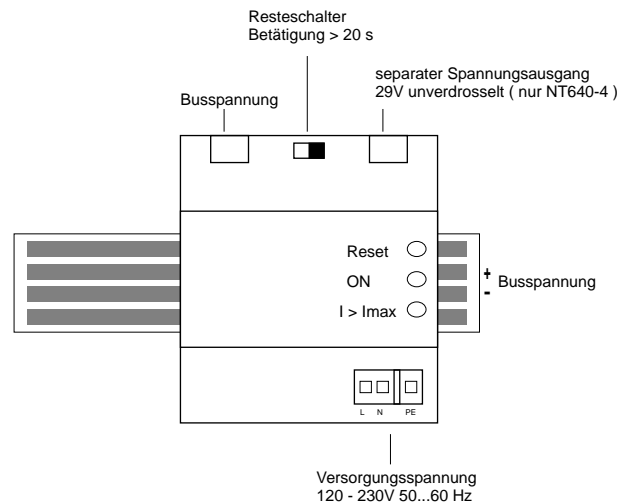 Resteschalter
Betätigung > 20 s
separater Spannungsausgang
29V unverdrosselt ( nur NT640-4 )
Busspannung
Reset
ON
I > Imax
+
-
Busspannung
L N PE
Versorgungsspannung
120 - 230V 50...60 Hz